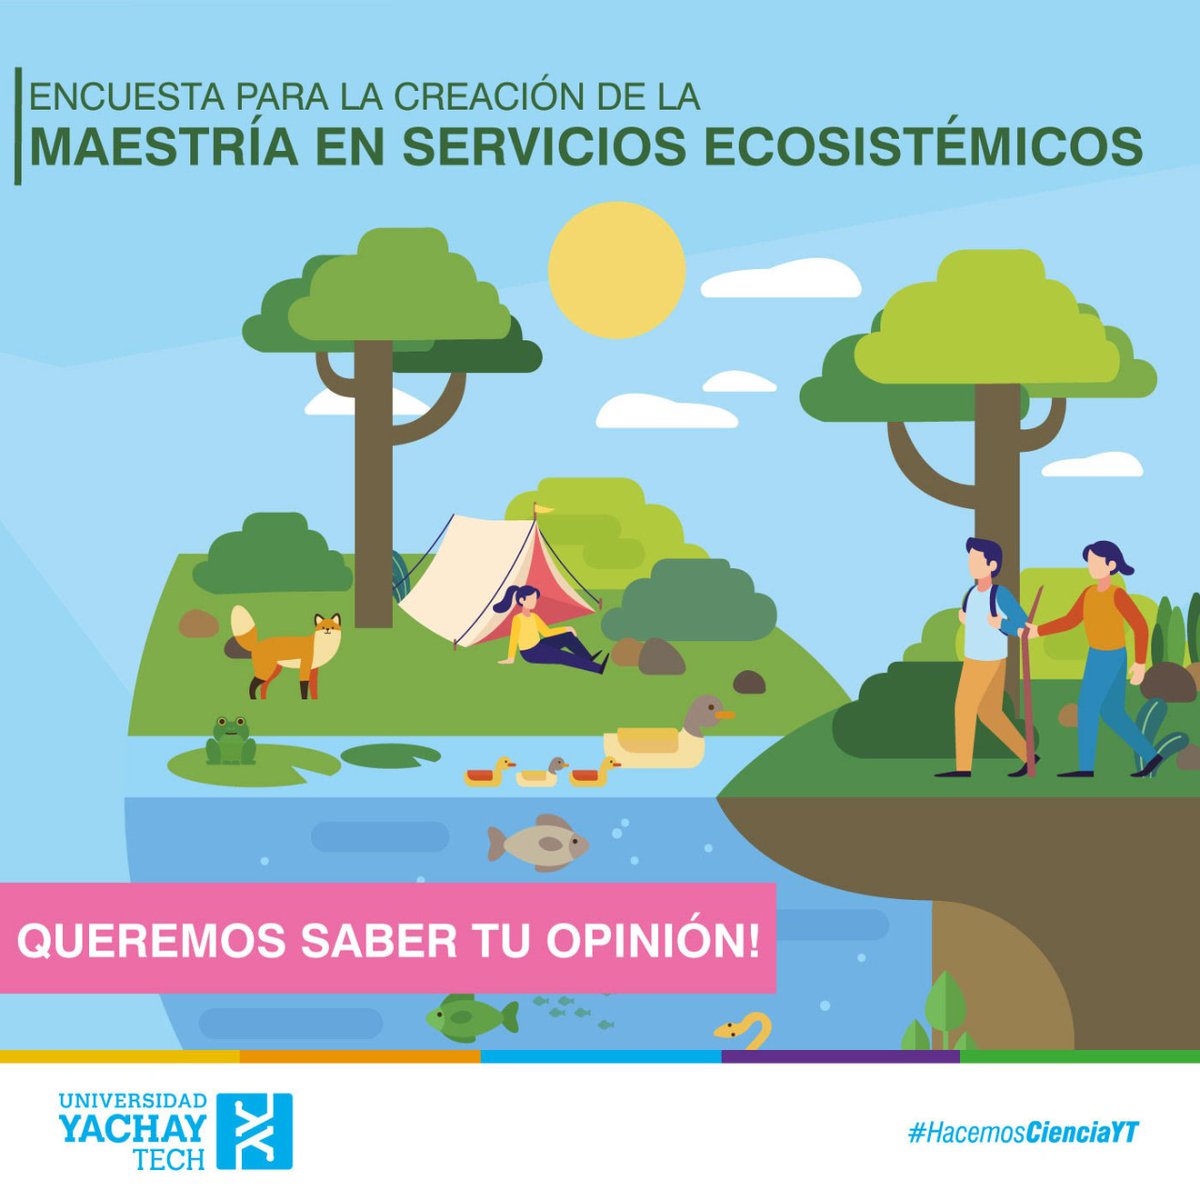 ENCUESTA PARA LA CREACIÓN DE LA
MAESTRÍA EN SERVICIOS ECOSISTÉMICOS
QUEREMOS SABER TU OPINIÓN!
UNIVERSIDAD
YACHAY
TECH
#HacemosCienciaYT